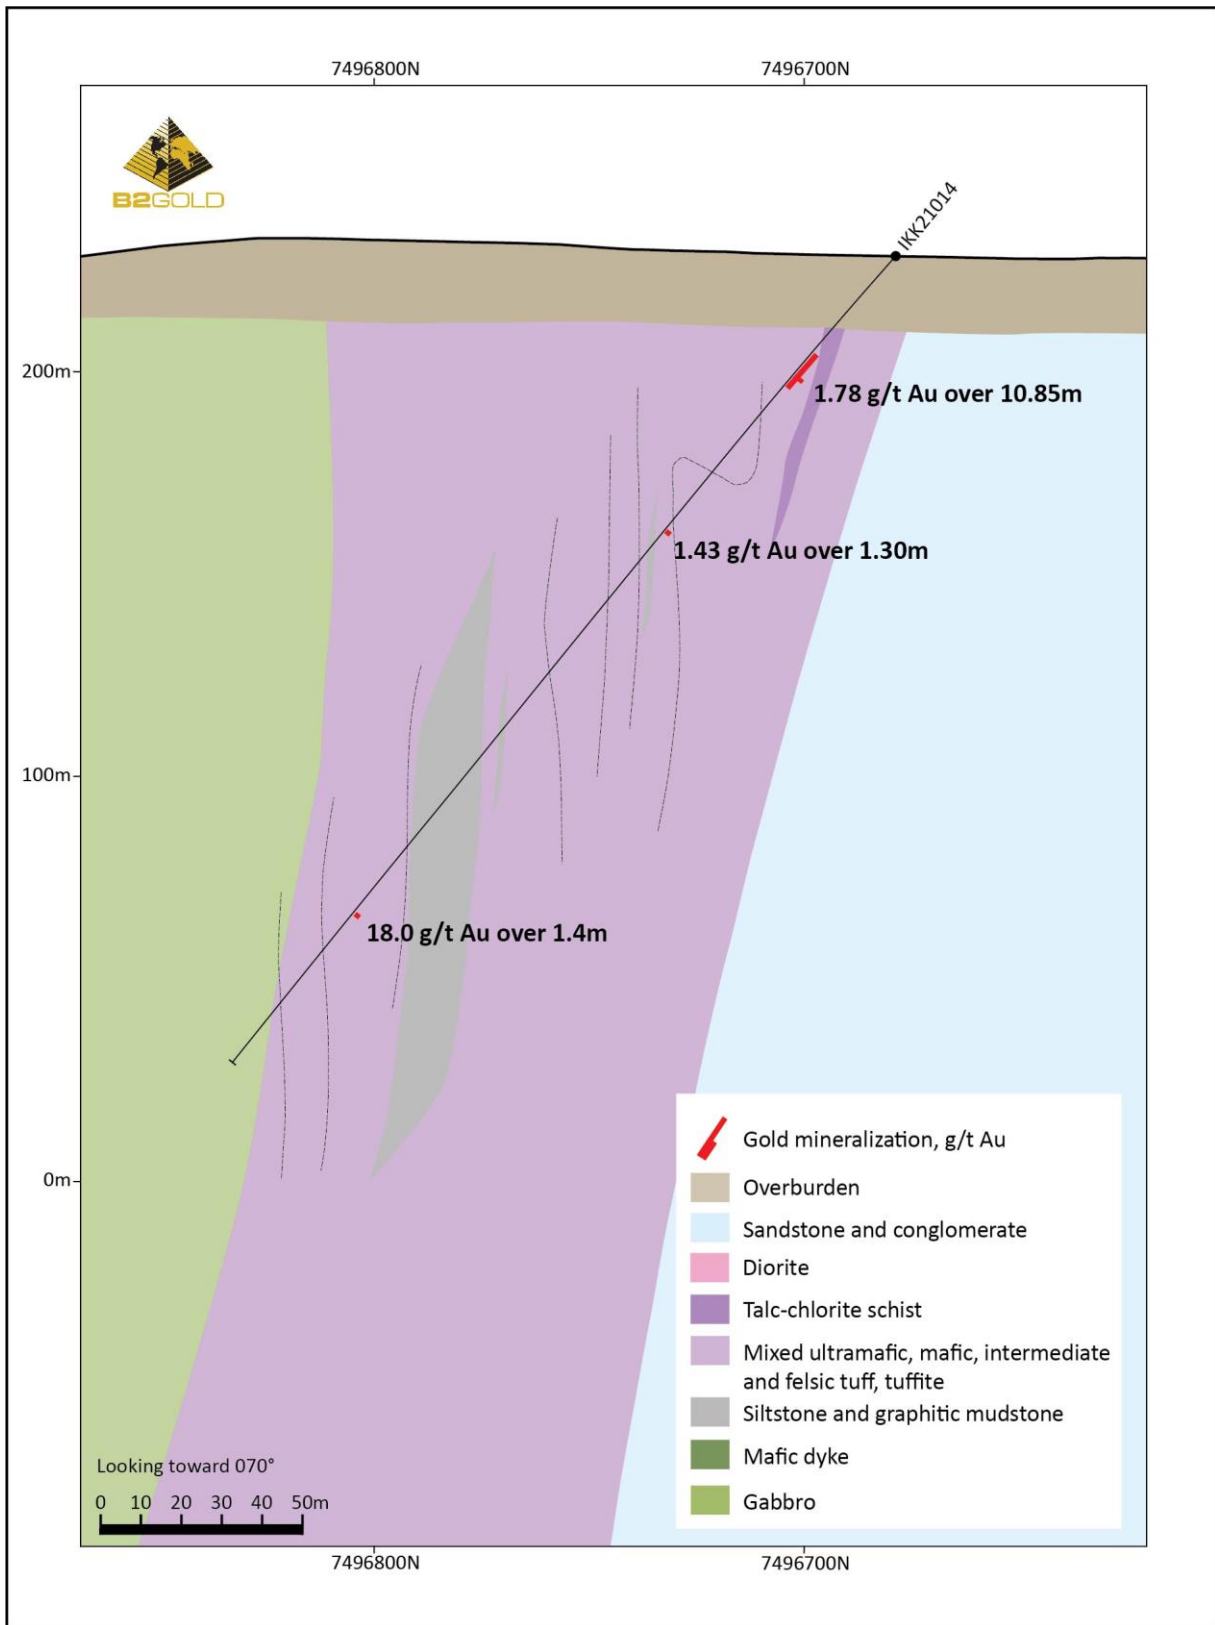 7496800N 7496700N
B2GOLD
IKK21014
200m
1.78 g/t Au over 10.85m
1.43 g/t Au over 1.30m
100m
18.0 g/t Au over 1.4m
0m
Gold mineralization, g/t Au
Overburden
Sandstone and conglomerate
Diorite
Talc-chlorite schist
Mixed ultramafic, mafic, intermediate
and felsic tuff, tuffite
Siltstone and graphitic mudstone
Mafic dyke
Gabbro
Looking toward 070°
0 10 20 30 40 50m
7496800N 7496700N